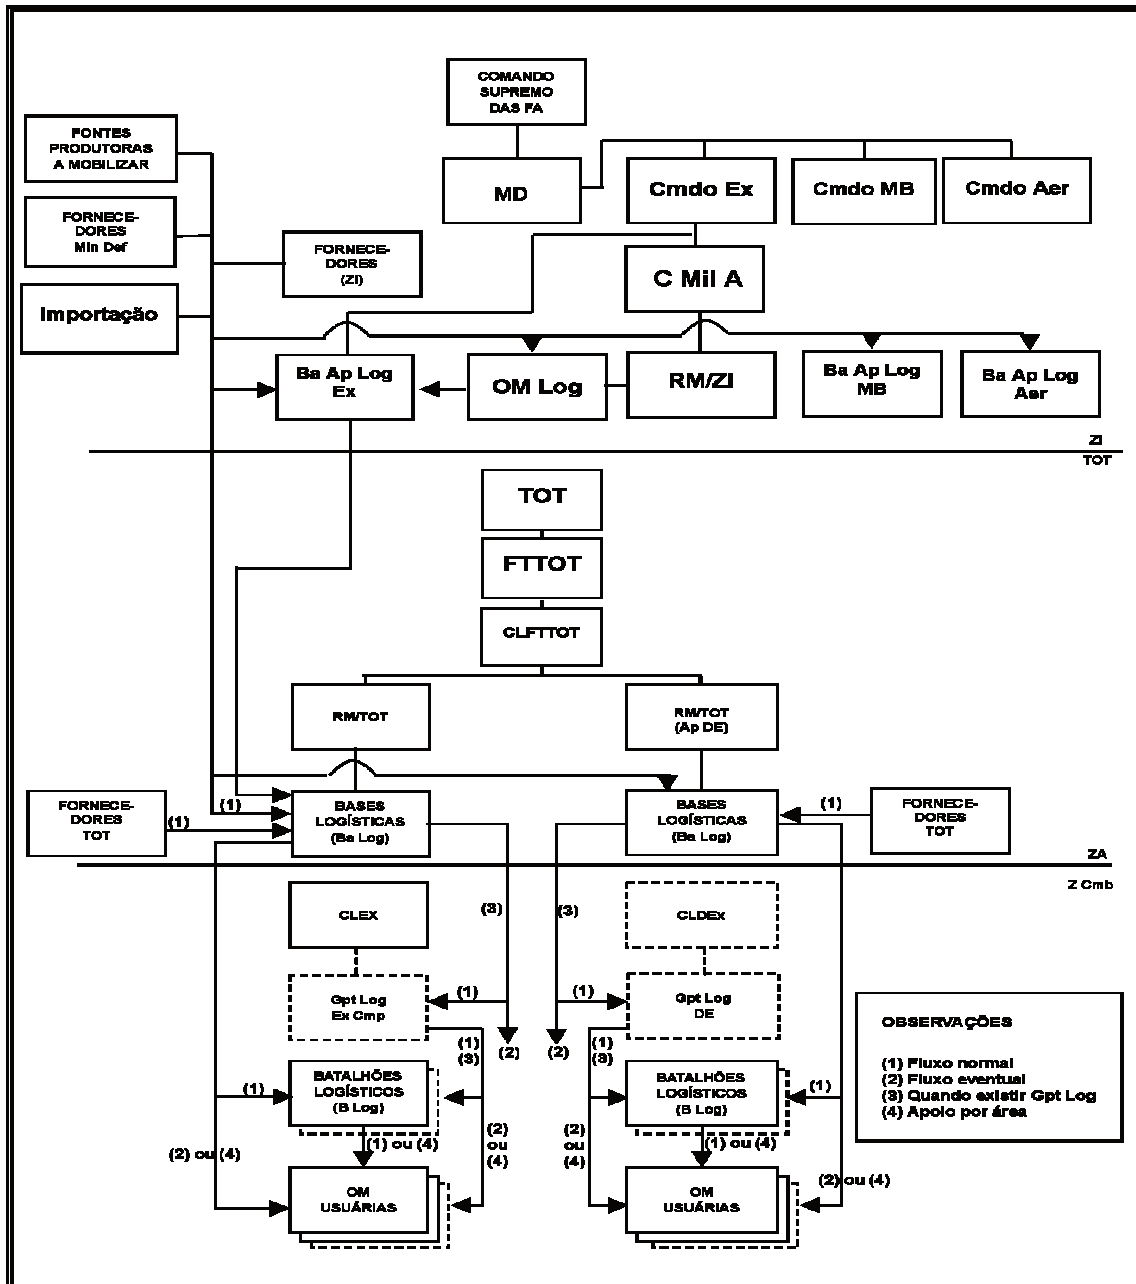 COMANDO
SUPREMO
DAS FA
FONTES
PRODUTORAS
A MOBILIZAR
MD
Cmdo Ex
Cmdo MB
Cmdo Aer
FORNECE-
DORES
Min Def
FORNECE-
DORES
(ZI)
C Mil A
Importação
Ba Ap Log
Ex
OM Log
RM/ZI
Ba Ap Log
MB
Ba Ap Log
Aer
ZI
TOT
TOT
FTTOT
CLFTTOT
RM/TOT
RM/TOT
(Ap DE)
FORNECE-
DORES
TOT
(1)
(1)
BASES
LOGÍSTICAS
(Ba Log)
BASES
LOGÍSTICAS
(Ba Log)
(1)
FORNECE-
DORES
TOT
ZA
Z Cmb
CLEX
(3)
(3)
CLDEx
Gpt Log
Ex Cmp
(1)
(1)
Gpt Log
DE
(1)
(3)
(2)
(2)
(1)
(3)
OBSERVAÇÕES
(1) Fluxo normal
(2) Fluxo eventual
(3) Quando existir Gpt Log
(4) Apoio por área
(1)
BATALHÕES
LOGÍSTICOS
(B Log)
BATALHÕES
LOGÍSTICOS
(B Log)
(1)
(2) ou (4)
(1) ou (4)
(2)
ou
(4)
(2)
ou
(4)
(1) ou (4)
(2) ou (4)
OM
USUÁRIAS
OM
USUÁRIAS